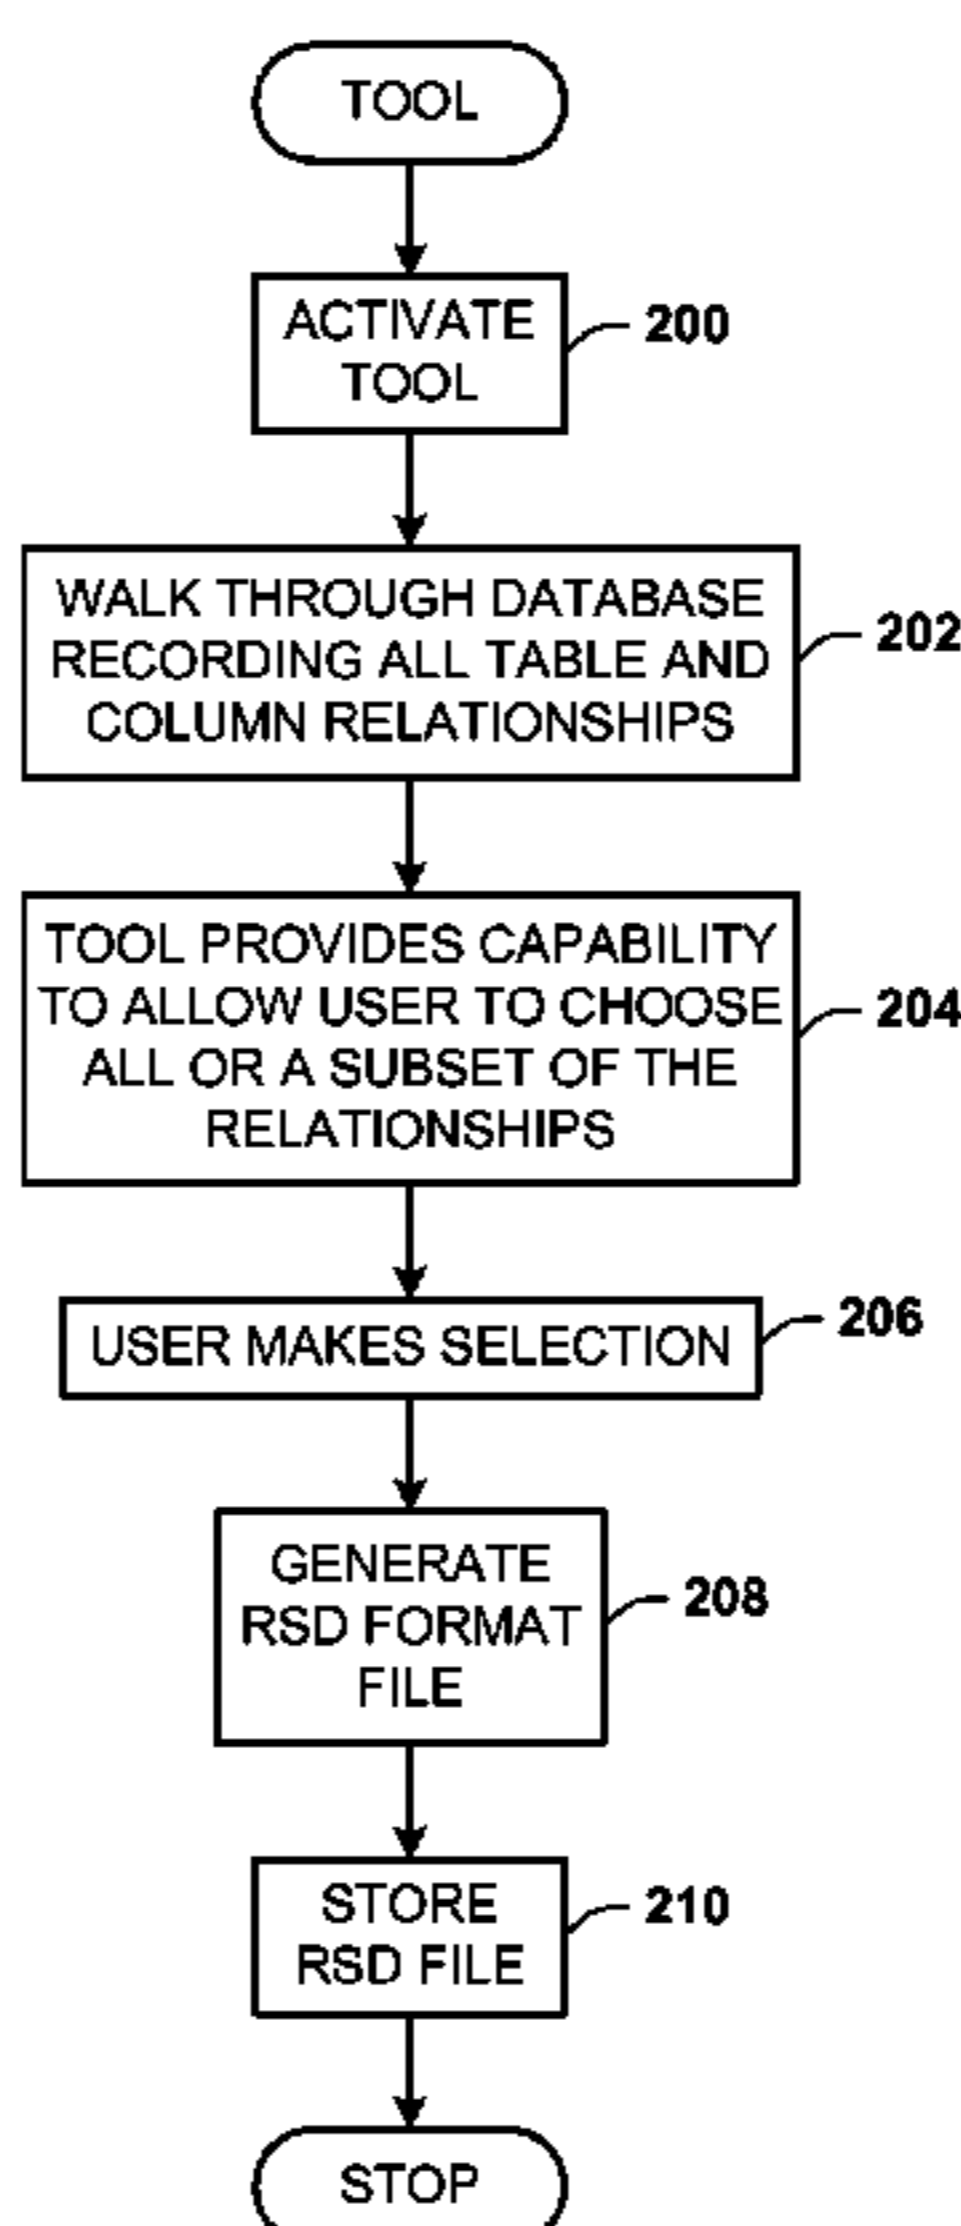 TOOL
ACTIVATE
TOOL
200
WALK THROUGH DATABASE
RECORDING ALL TABLE AND
COLUMN RELATIONSHIPS
202
TOOL PROVIDES CAPABILITY
TO ALLOW USER TO CHOOSE
ALL OR A SUBSET OF THE
RELATIONSHIPS
204
USER MAKES SELECTION
206
GENERATE
RSD FORMAT
FILE
208
STORE
RSD FILE
210
STOP